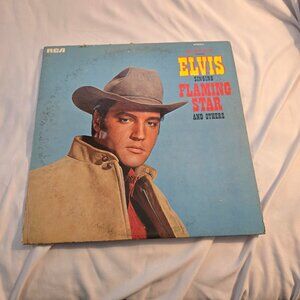 RCA
ELVIS
SINGING
FLAMING
STAR
AND OTHERS